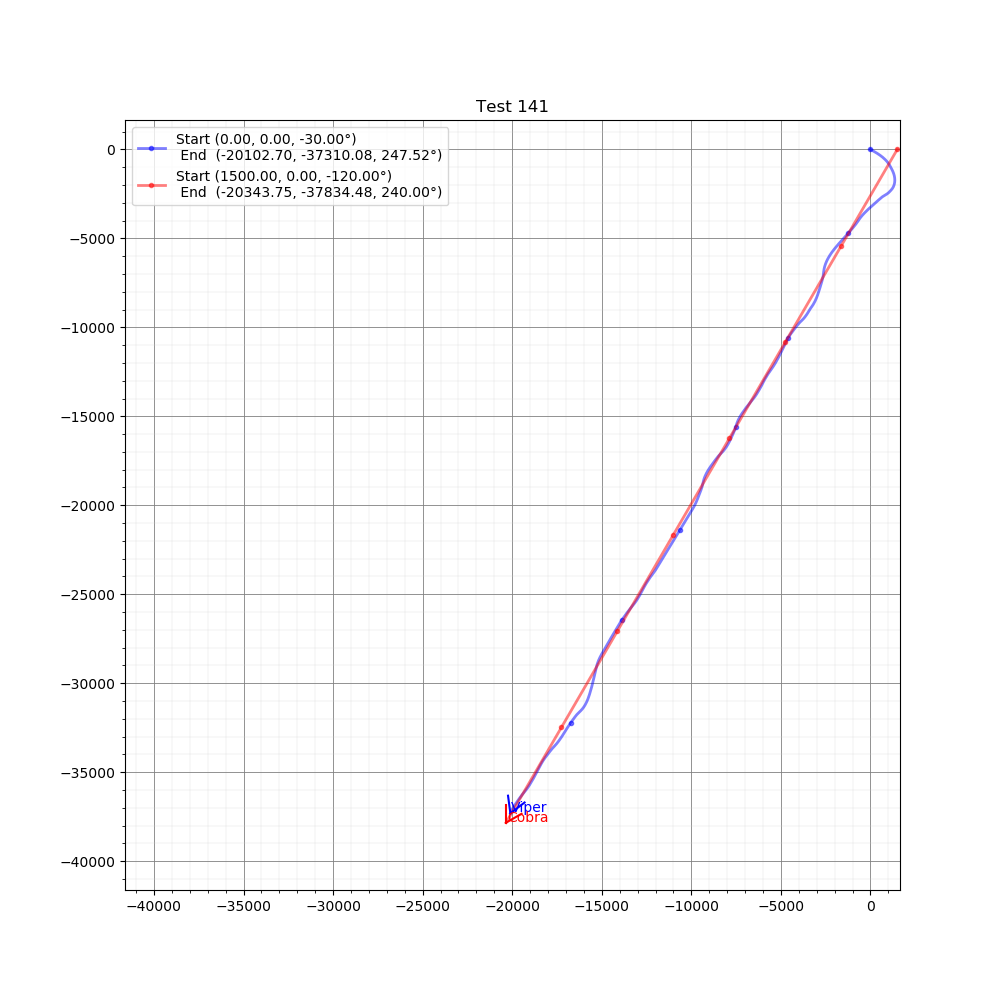 Test 141
Start (0.00, 0.00, -30.00°)
End (-20102.70, -37310.08, 247.52°)
Start (1500.00, 0.00, -120.00°)
End (-20343.75, -37834.48, 240.00°)
0
−5000
−10000
−15000
−20000
−25000
−30000
−35000
−40000
Viper
Cobra
−40000 −35000 −30000 −25000 −20000 −15000 −10000 −5000 0